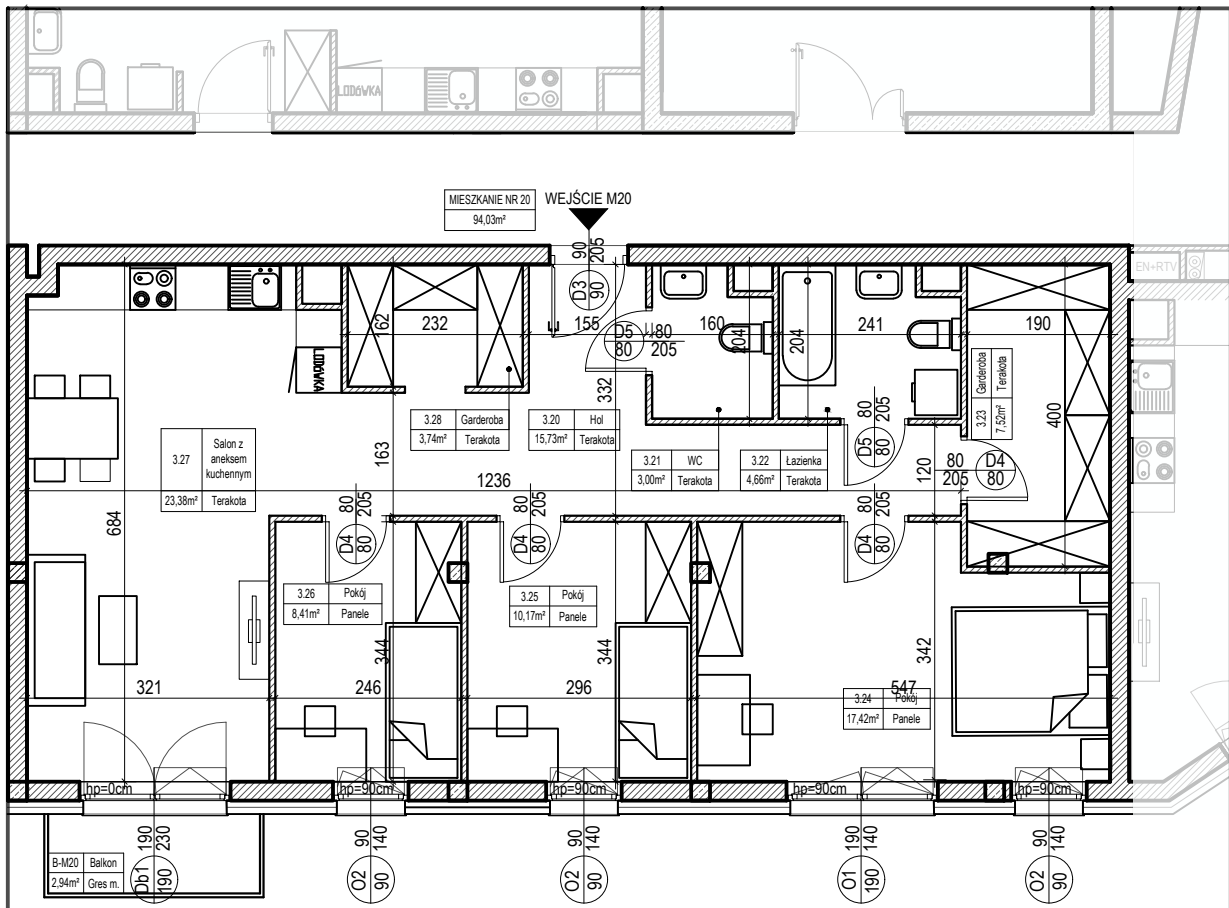 LODÓWKA
MIESZKANIE NR 20
94,03m²
WEJŚCIE M20
90
205
D3
90
EN+RTV
162
232
155
D5
80
80
205
160
204
204
241
190
LODÓWKA
332
3.23 Garderoba
7,52m² Terakota
400
3.28 Garderoba
3,74m² Terakota
3.20 Hol
15,73m² Terakota
80
205
D5
80
3.27 Salon z aneksem kuchennym
23,38m² Terakota
163
3.21 WC
3,00m² Terakota
3.22 Łazienka
4,66m² Terakota
120
80
205
D4
80
1236
684
80
205
D4
80
80
205
D4
80
80
205
D4
80
3.26 Pokój
8,41m² Panele
3.25 Pokój
10,17m² Panele
344
344
342
321
246
296
547
3.24 Pokój
17,42m² Panele
hp=0cm
hp=90cm
hp=90cm
hp=90cm
hp=90cm
190
230
90
140
90
140
190
140
90
140
B-M20 Balkon
2,94m² Gres m.
Db1
190
O2
90
O2
90
O1
190
O2
90